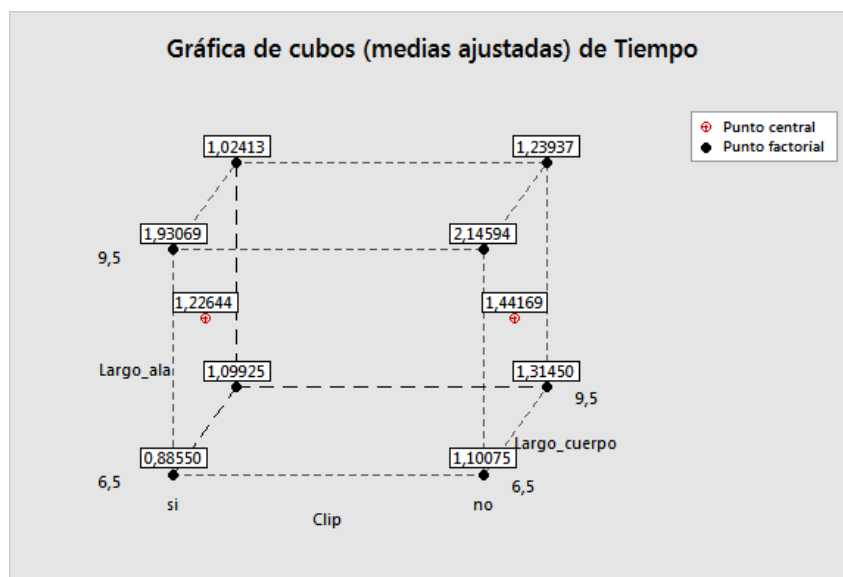 Gráfica de cubos (medias ajustadas) de Tiempo
Punto central
Punto factorial
1,02413
1,23937
1,93069
2,14594
9,5
1,22644
1,44169
Largo_ala
1,09925
1,31450
9,5
Largo_cuerpo
0,88550
1,10075
6,5
6,5
si
no
Clip